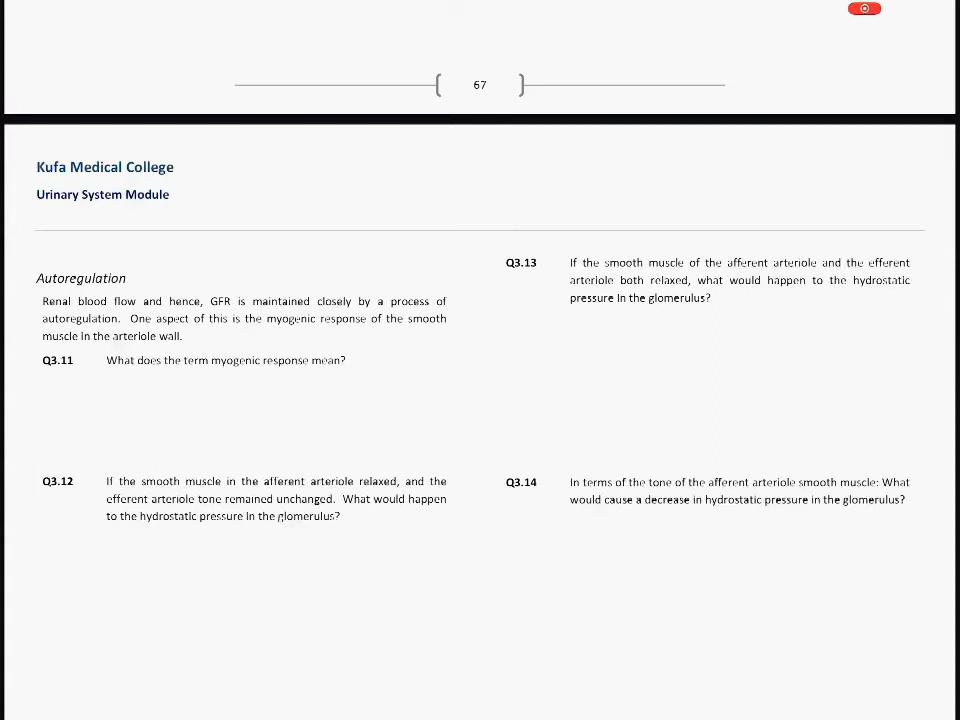 67
Kufa Medical College
Urinary System Module
Autoregulation
Renal blood flow and hence, GFR is maintained closely by a process of
autoregulation. One aspect of this is the myogenic response of the smooth
muscle in the arteriole wall.
Q3.11 What does the term myogenic response mean?
Q3.12 If the smooth muscle in the afferent arteriole relaxed, and the
efferent arteriole tone remained unchanged. What would happen
to the hydrostatic pressure in the glomerulus?
Q3.13 If the smooth muscle of the afferent arteriole and the efferent
arteriole both relaxed, what would happen to the hydrostatic
pressure in the glomerulus?
Q3.14 In terms of the tone of the afferent arteriole smooth muscle: What
would cause a decrease in hydrostatic pressure in the glomerulus?